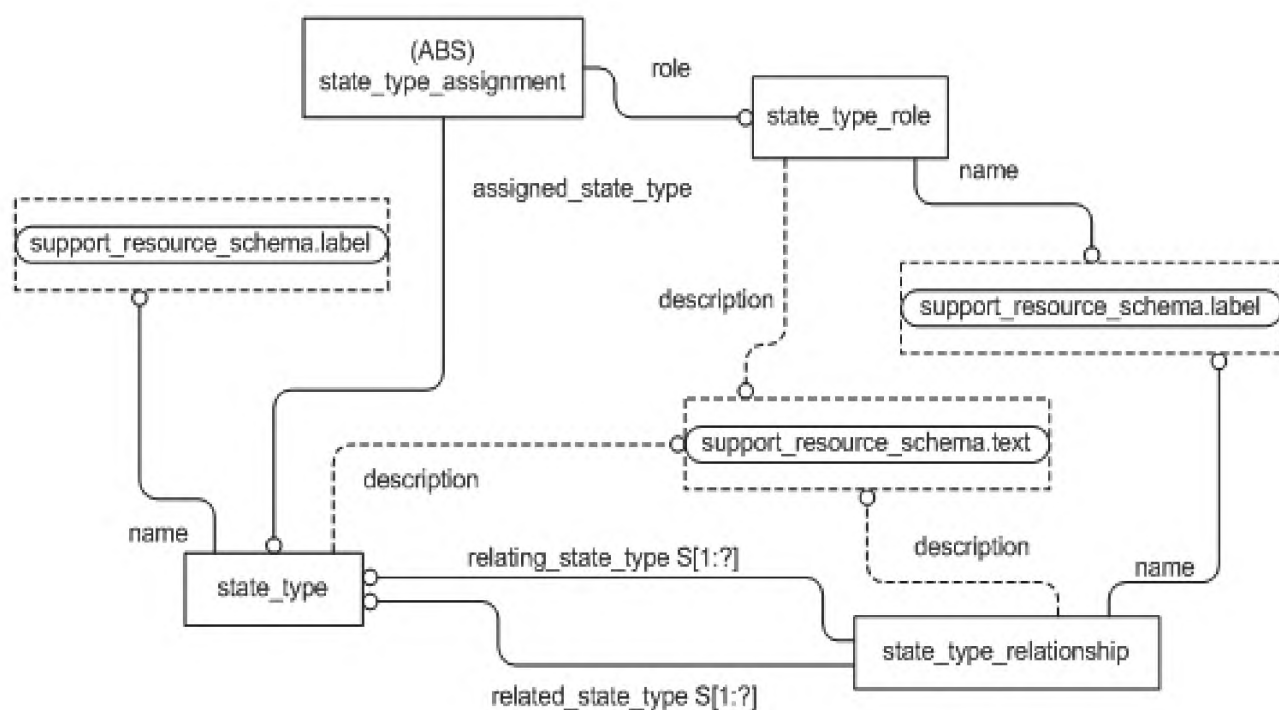 (ABS)
state_type_assignment
role
state_type_role
name
assigned_state_type
support_resource_schema.label
description
support_resource_schema.label
support_resource_schema.text
description
name
relating_state_type S[1:?]
description
name
state_type
state_type_relationship
related_state_type S[1:?]